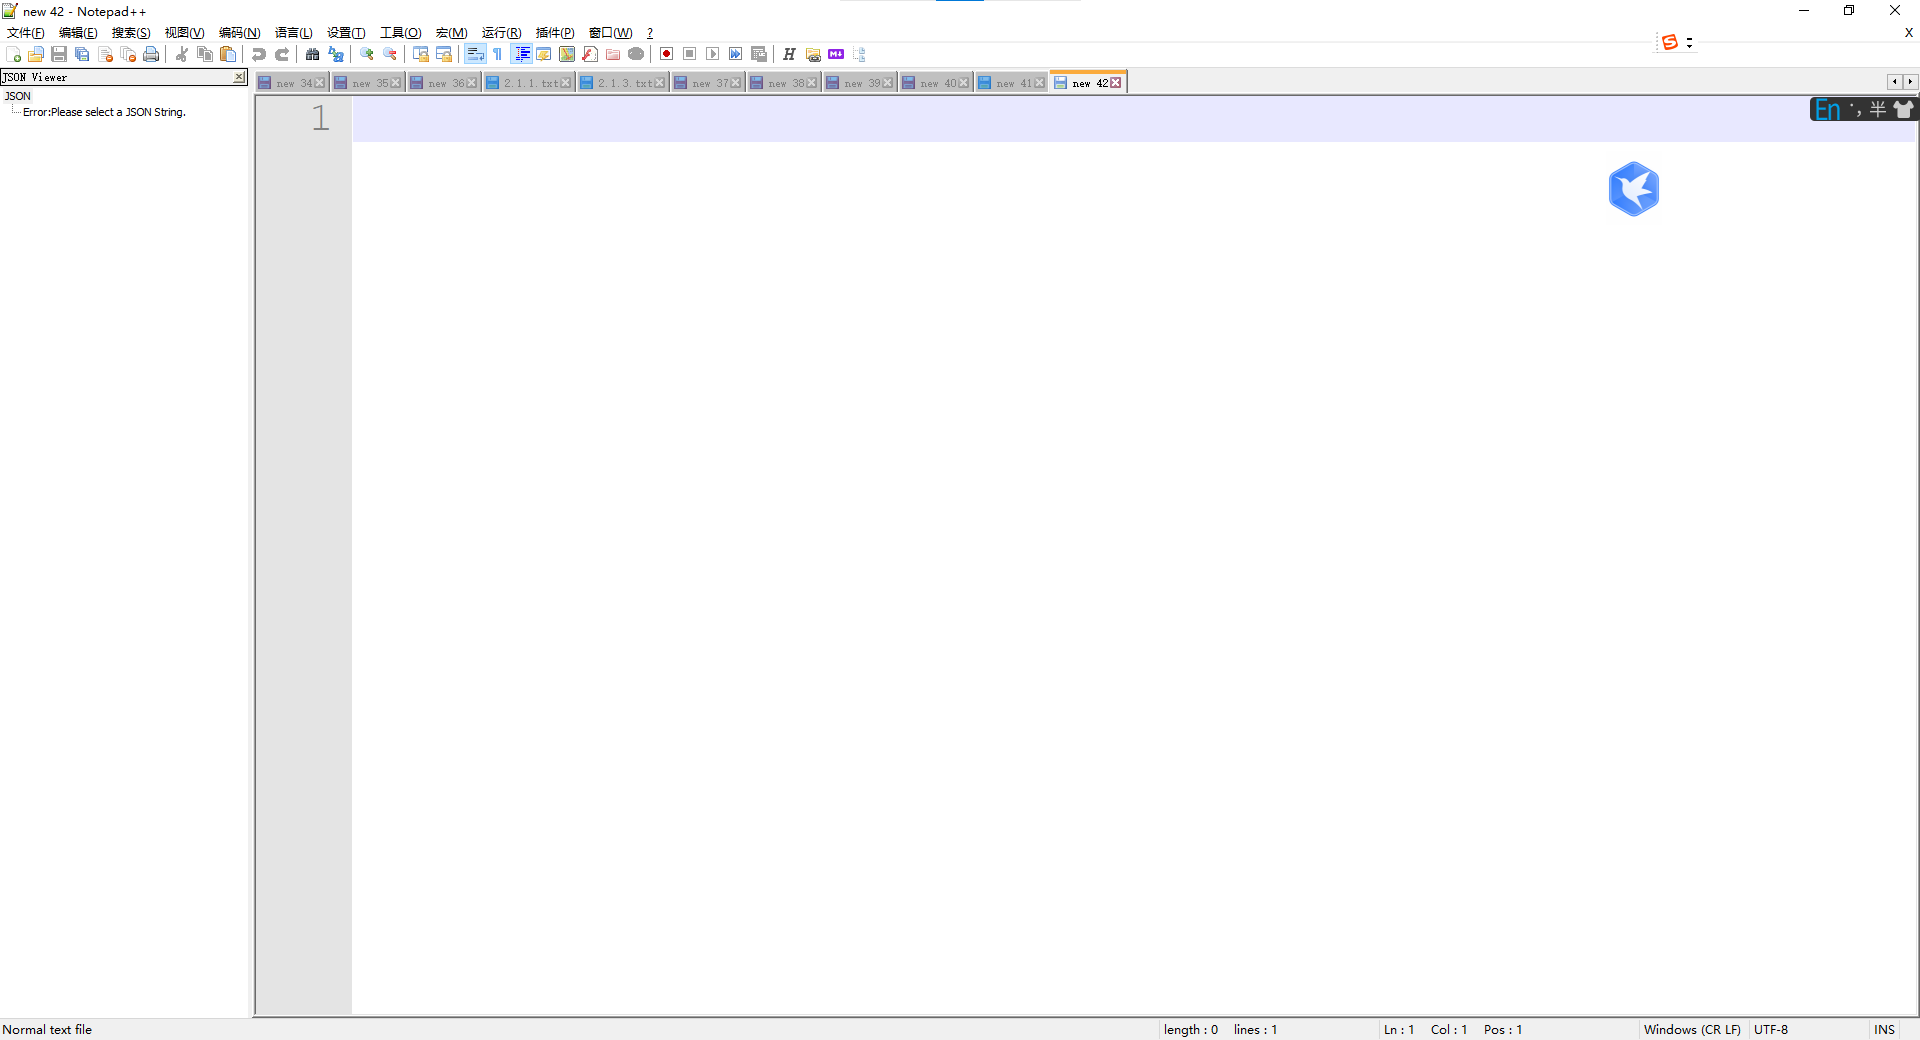 new 42 - Notepad++
文件(F) 编辑(E) 搜索(S) 视图(V) 编码(N) 语言(L) 设置(T) 工具(O) 宏(M) 运行(R) 插件(P) 窗口(W) ? X
JSON Viewer
new 34 new 35 new 36 2.1.1.txt 2.1.3.txt new 37 new 38 new 39 new 40 new 41 new 42
JSON
Error:Please select a JSON String.
1
En ·, 半
Normal text file length : 0 lines : 1 Ln : 1 Col : 1 Pos : 1 Windows (CR LF) UTF-8 INS